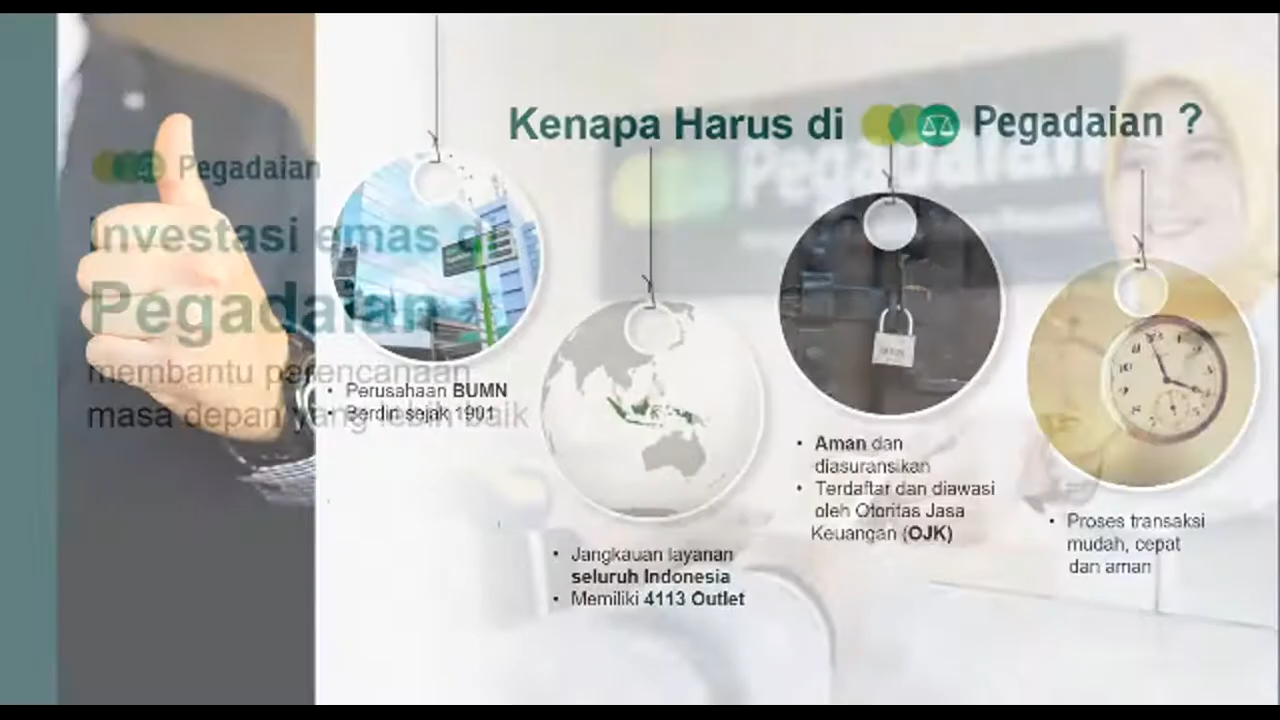 Kenapa Harus di Pegadaian ?
Pegadaian
Investasi emas di
Pegadaian
membantu perencanaan
masa depan yang lebih baik
• Perusahaan BUMN
• Berdiri sejak 1901
• Jangkauan layanan
seluruh Indonesia
• Memiliki 4113 Outlet
• Aman dan
diasuransikan
• Terdaftar dan diawasi
oleh Otoritas Jasa
Keuangan (OJK)
• Proses transaksi
mudah, cepat
dan aman
Pegadaian